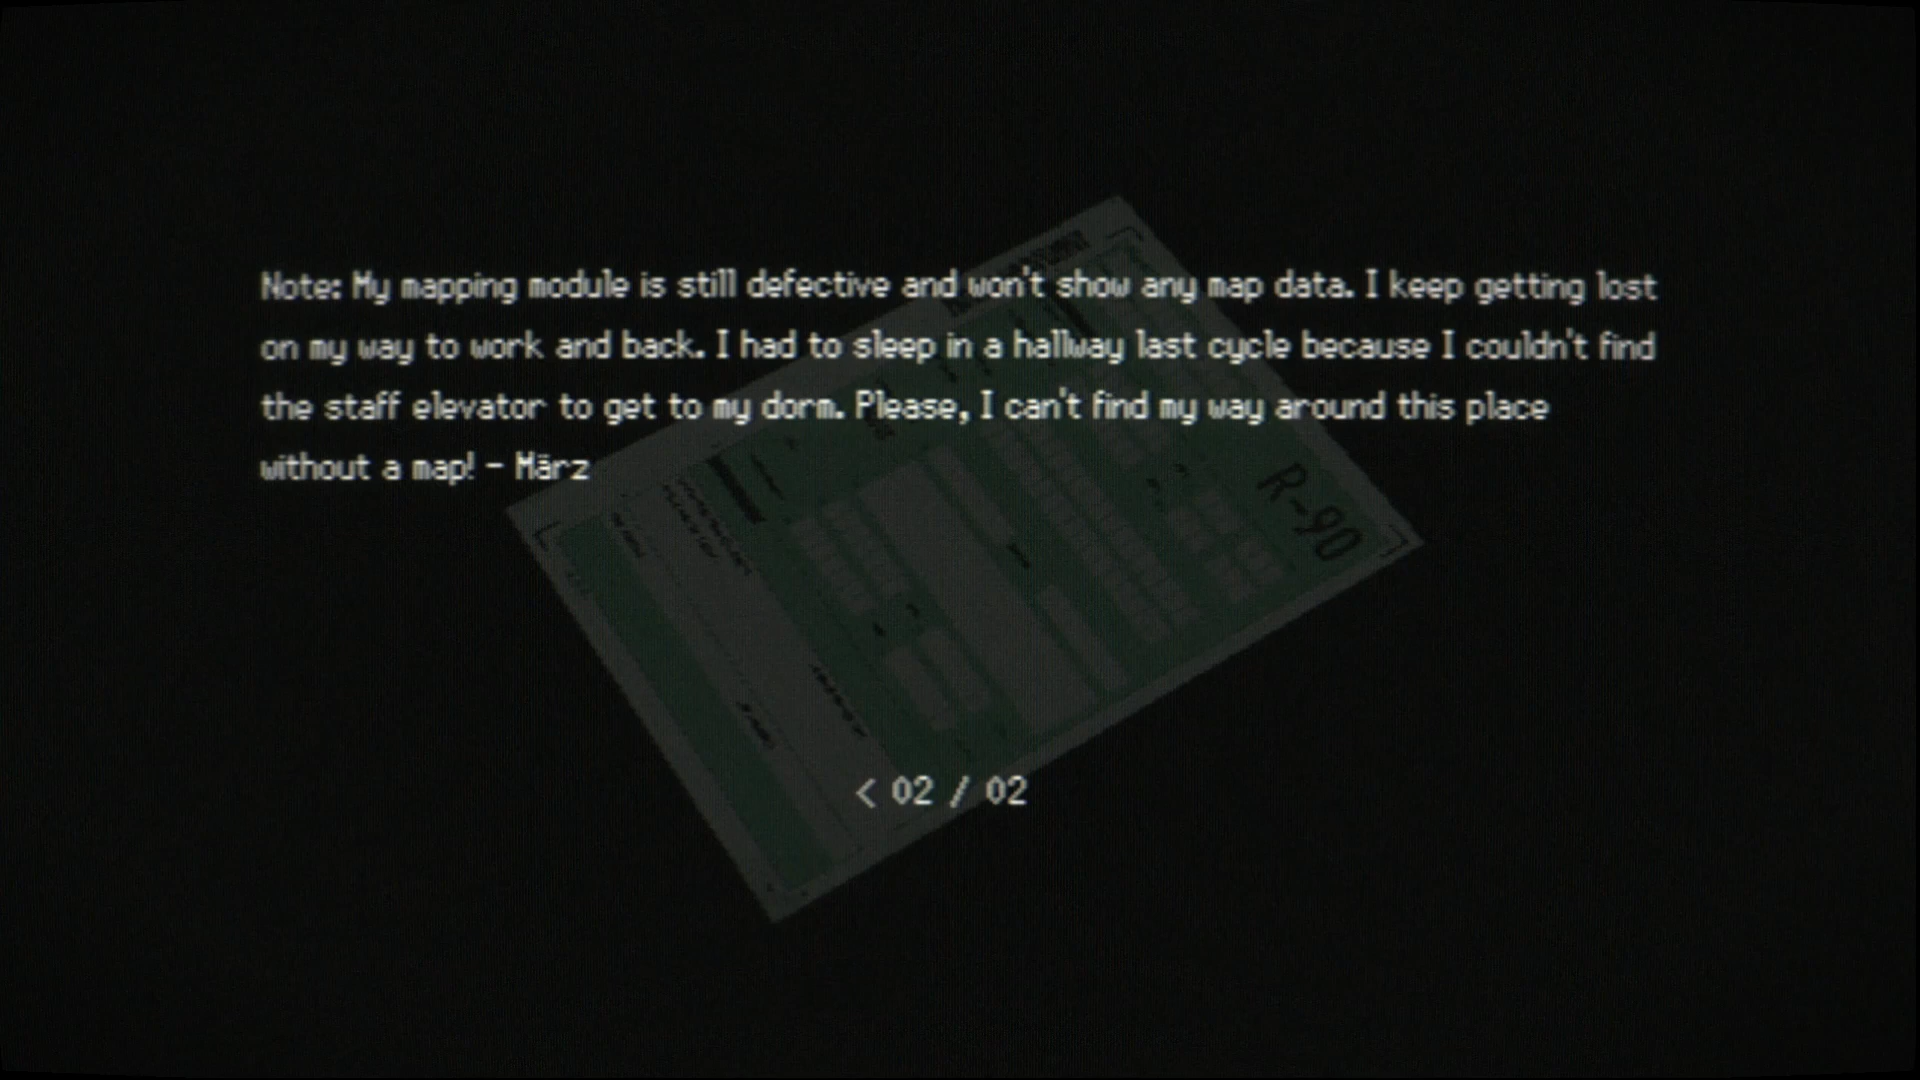 Note: My mapping module is still defective and won't show any map data. I keep getting lost
on my way to work and back. I had to sleep in a hallway last cycle because I couldn't find
the staff elevator to get to my dorm. Please, I can't find my way around this place
without a map! - März
R-90
< 02 / 02